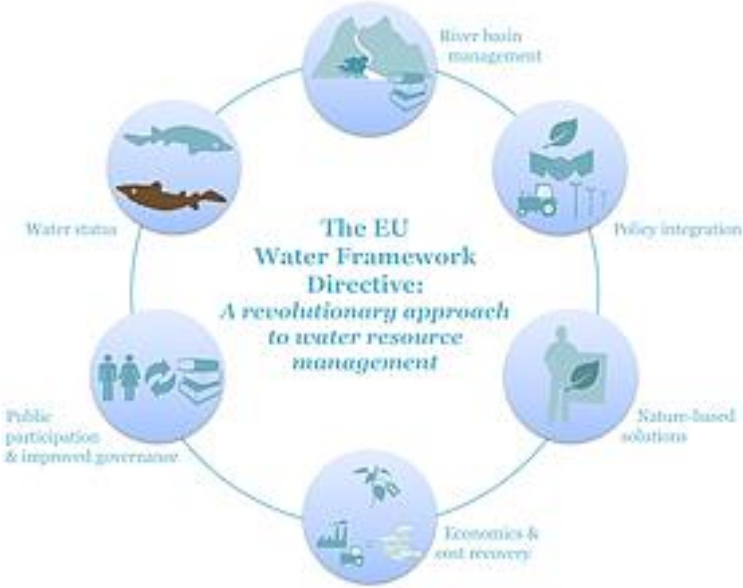 River basin
management
Policy integration
Nature-based
solutions
Economics &
cost recovery
Public
participation
& improved governance
Water status
The EU
Water Framework
Directive:
A revolutionary approach
to water resource
management